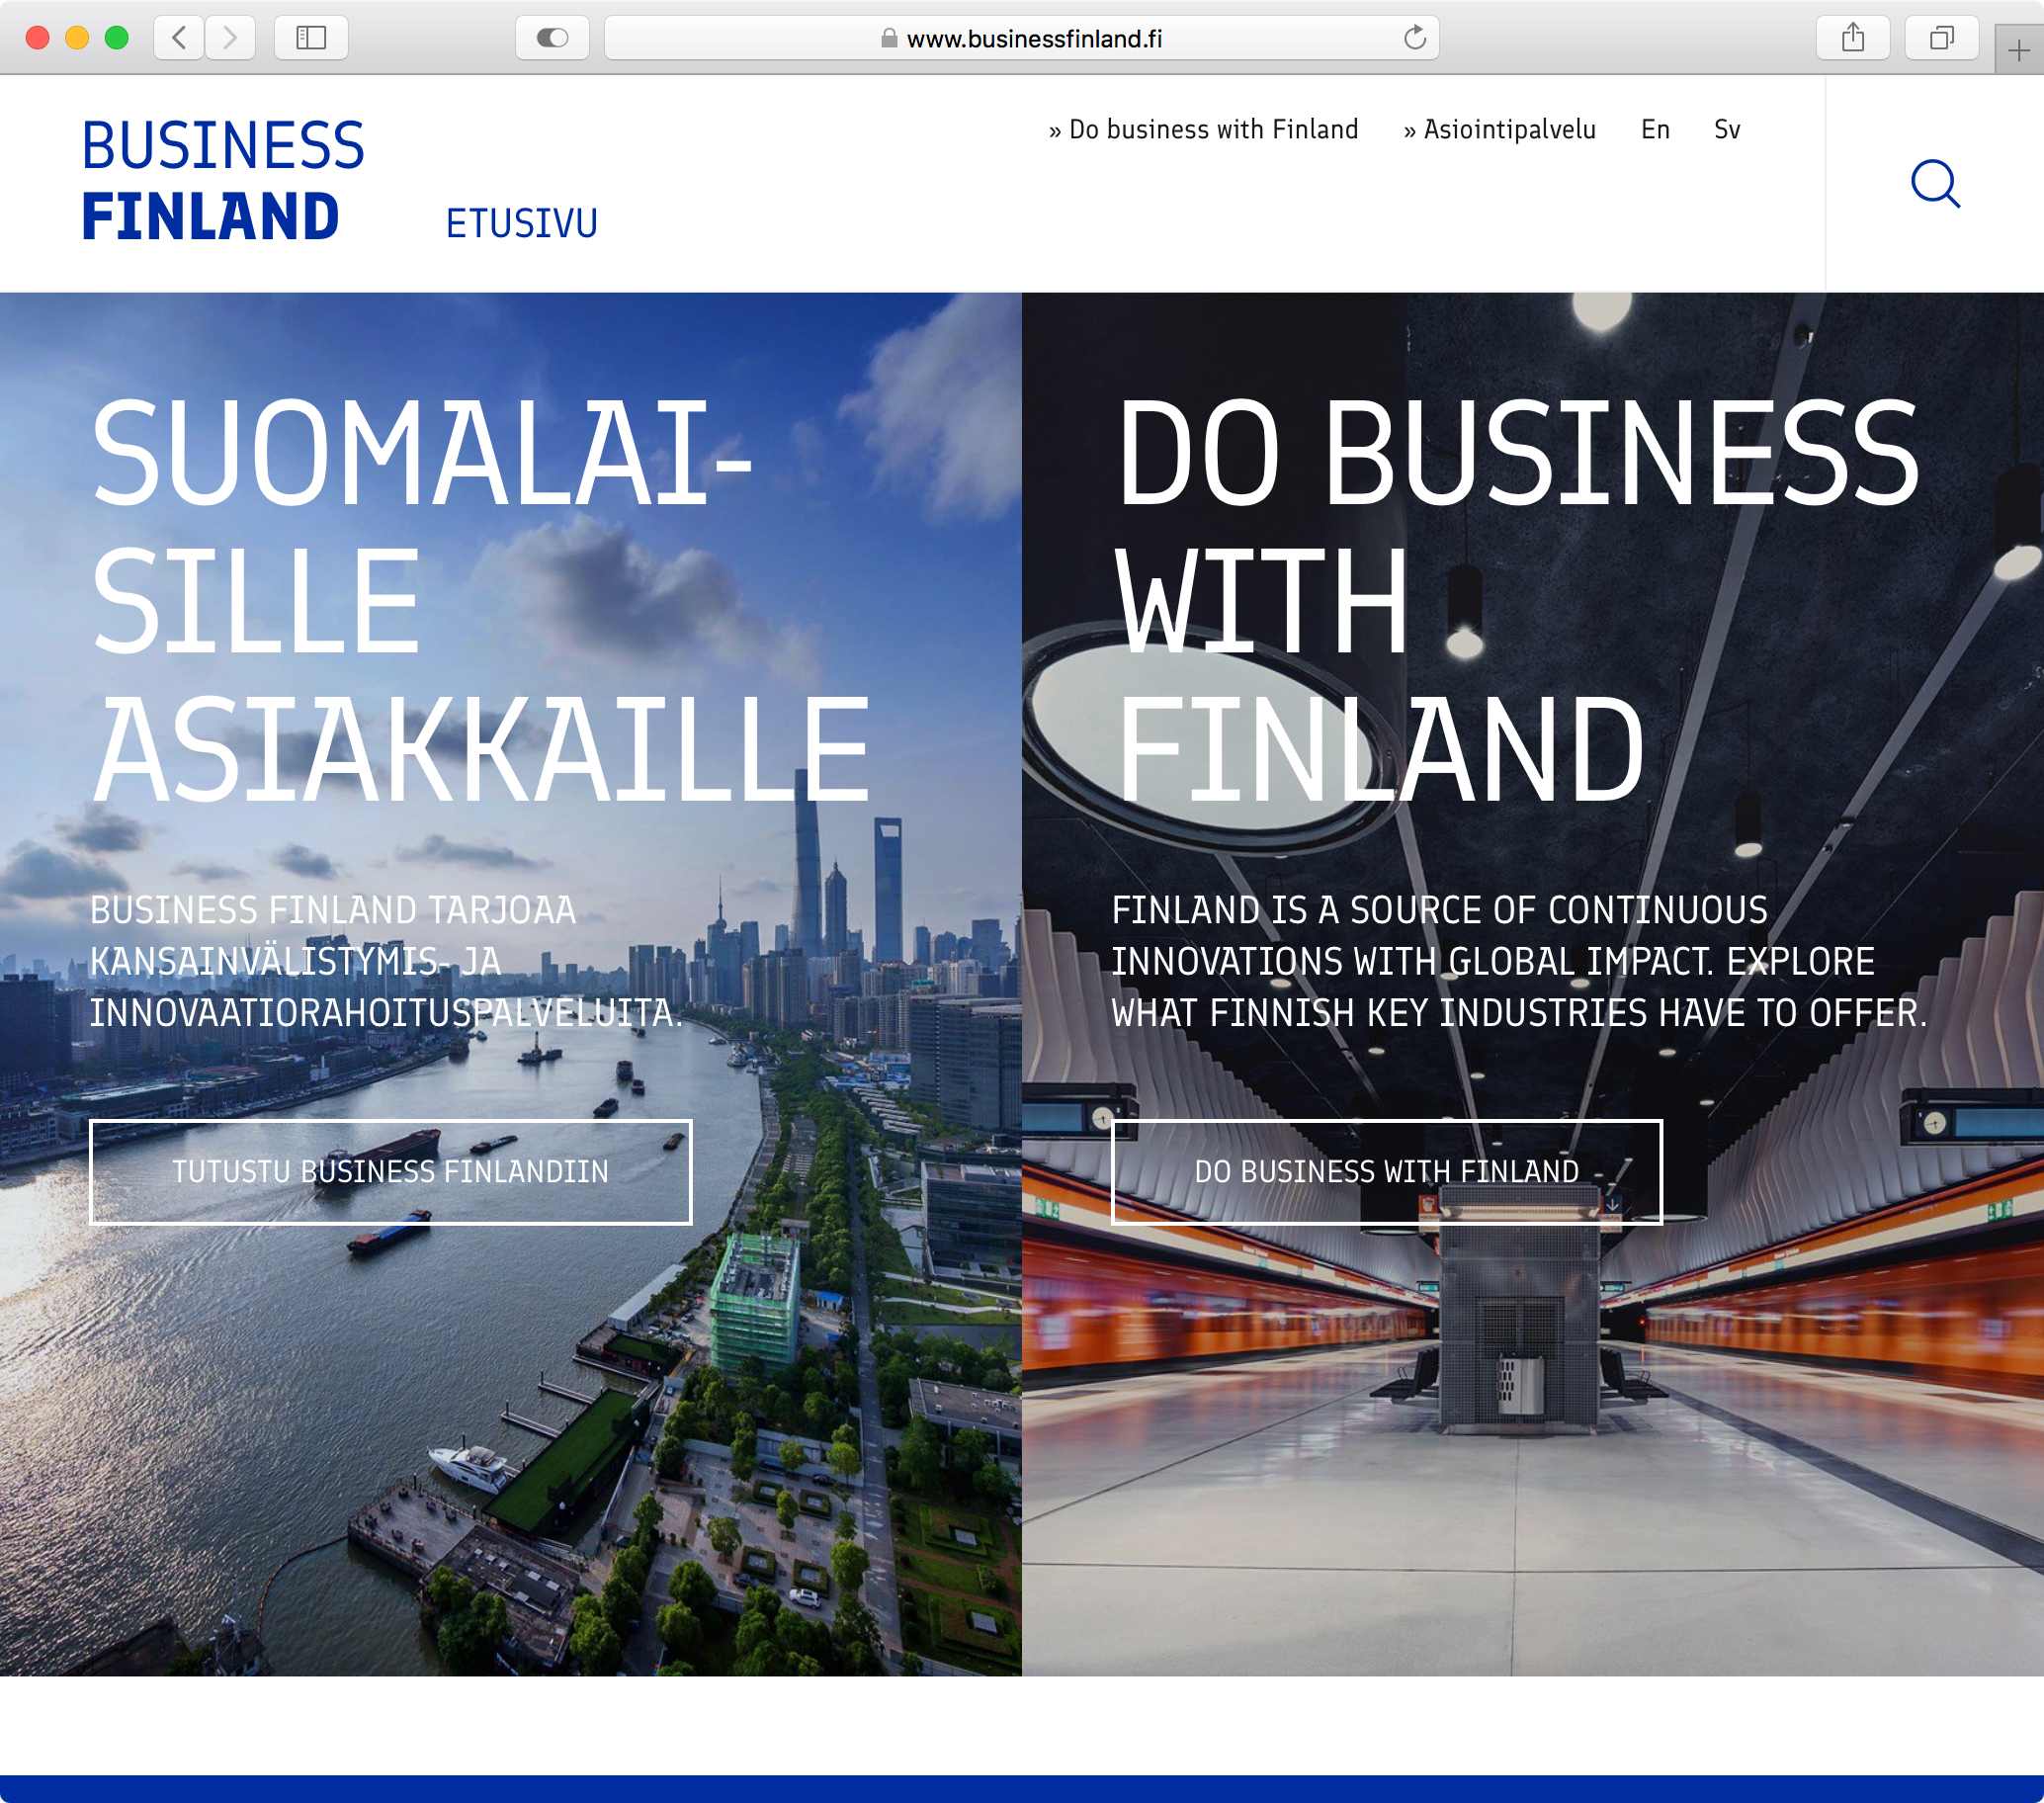 www.businessfinland.fi
» Do business with Finland » Asiointipalvelu En Sv
BUSINESS
FINLAND
ETUSIVU
SUOMALAI-
SILLE
ASIAKKAILLE
BUSINESS FINLAND TARJOAA
KANSAINVÄLISTYMIS- JA
INNOVAATIORAHOITUSPALVELUITA.
TUTUSTU BUSINESS FINLANDIIN
DO BUSINESS
WITH
FINLAND
FINLAND IS A SOURCE OF CONTINUOUS
INNOVATIONS WITH GLOBAL IMPACT. EXPLORE
WHAT FINNISH KEY INDUSTRIES HAVE TO OFFER.
DO BUSINESS WITH FINLAND